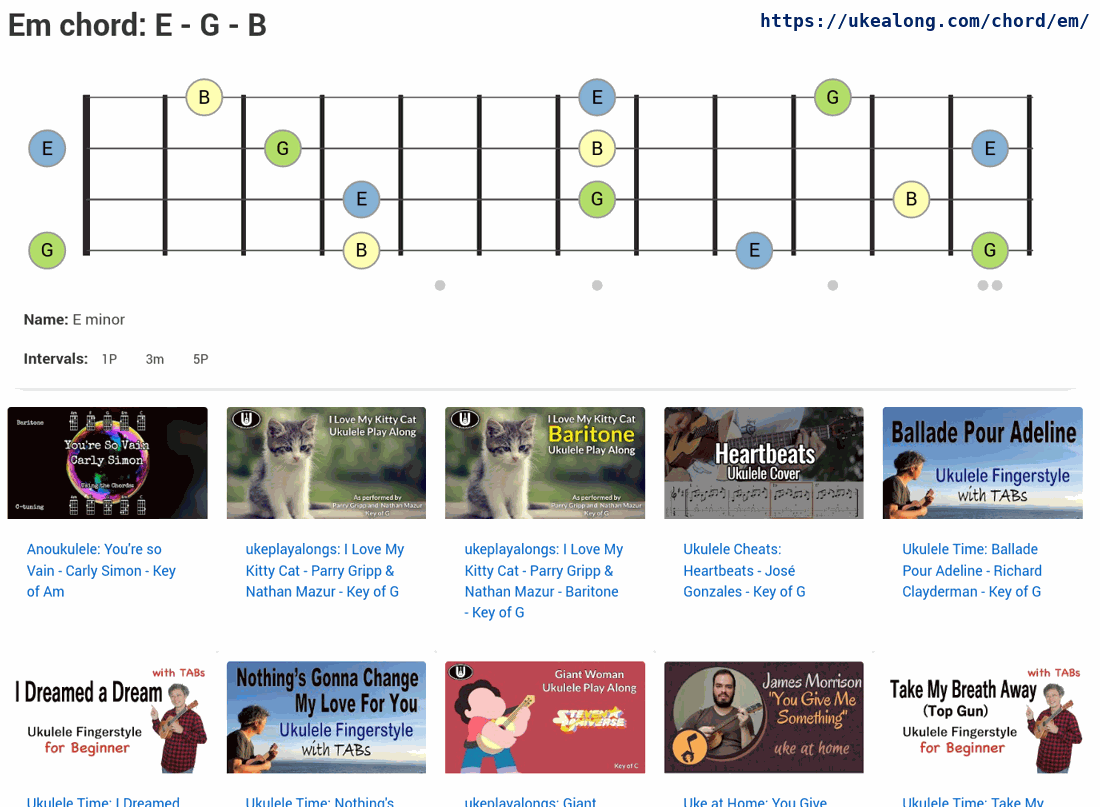 Em chord: E - G - B
https://ukealong.com/chord/em/
B E G
E G B E
E G B
G B E G
Name: E minor
Intervals: 1P 3m 5P
Baritone
You're So Vain
Carly Simon
Using the Chords:
C-tuning
I Love My Kitty Cat
Ukulele Play Along
As performed by
Parry Gripp and Nathan Mazur
Key of G
I Love My Kitty Cat
Baritone
Ukulele Play Along
As performed by
Parry Gripp and Nathan Mazur
Key of G
Heartbeats
Ukulele Cover
Ballade Pour Adeline
Ukulele Fingerstyle
with TABs
Anoukulele: You're so
Vain - Carly Simon - Key
of Am
ukeplayalongs: I Love My
Kitty Cat - Parry Gripp &
Nathan Mazur - Key of G
ukeplayalongs: I Love My
Kitty Cat - Parry Gripp &
Nathan Mazur - Baritone
- Key of G
Ukulele Cheats:
Heartbeats - José
Gonzales - Key of G
Ukulele Time: Ballade
Pour Adeline - Richard
Clayderman - Key of G
with TABs
I Dreamed a Dream
Ukulele Fingerstyle
for Beginner
Nothing's Gonna Change
My Love For You
Ukulele Fingerstyle
with TABs
Giant Woman
Ukulele Play Along
STEVEN
UNIVERSE
Key of C
James Morrison
"You Give Me
Something"
uke at home
with TABs
Take My Breath Away
(Top Gun)
Ukulele Fingerstyle
for Beginner
Ukulele Time: I Dreamed
Ukulele Time: Nothing's
ukeplayalongs: Giant
Uke at Home: You Give
Ukulele Time: Take My